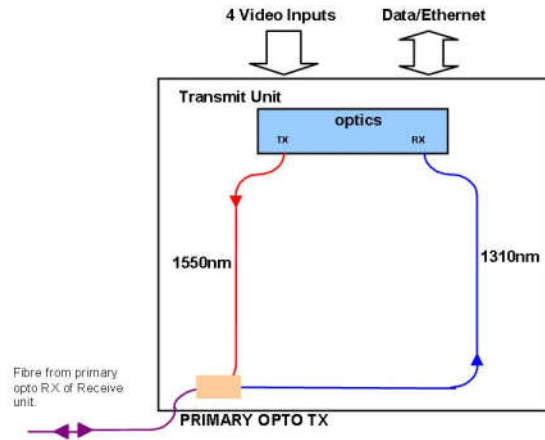 4 Video Inputs
Data/Ethernet
Transmit Unit
optics
TX
RX
1550nm
1310nm
Fibre from primary
opto RX of Receive
unit.
PRIMARY OPTO TX